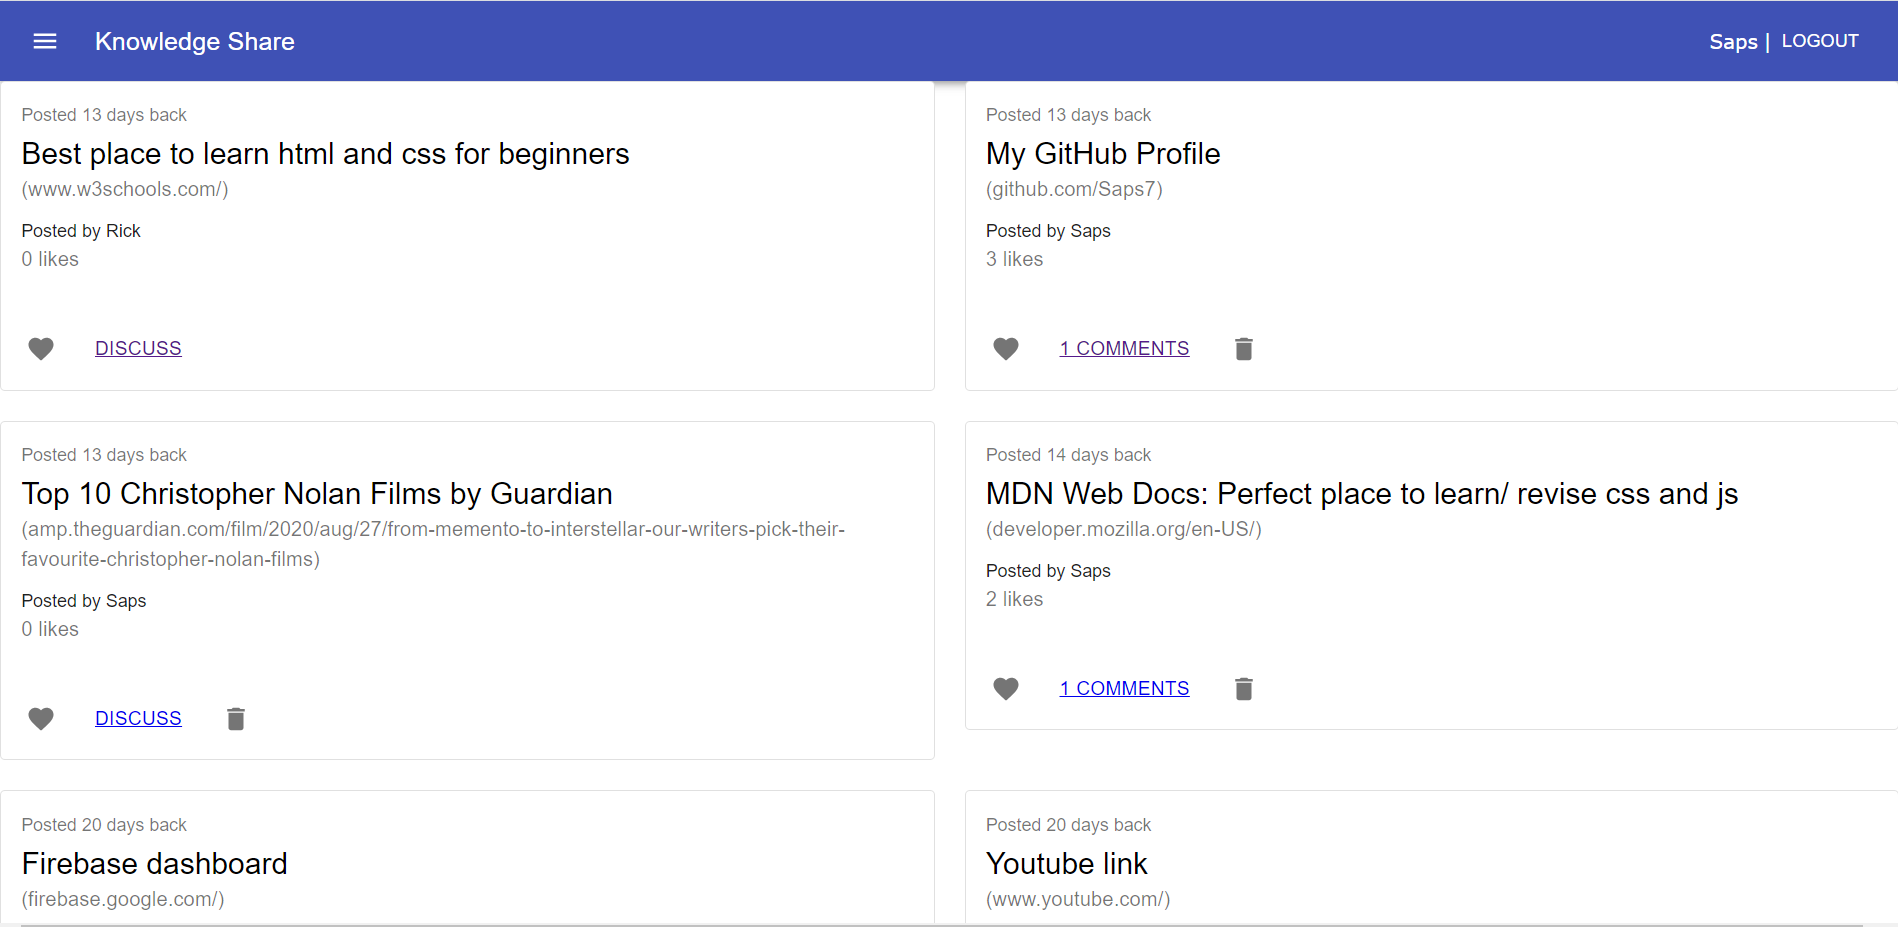 Knowledge Share
Saps | LOGOUT
Posted 13 days back
Best place to learn html and css for beginners
(www.w3schools.com/)
Posted by Rick
0 likes
DISCUSS
Posted 13 days back
My GitHub Profile
(github.com/Saps7)
Posted by Saps
3 likes
1 COMMENTS
Posted 13 days back
Top 10 Christopher Nolan Films by Guardian
(amp.theguardian.com/film/2020/aug/27/from-memento-to-interstellar-our-writers-pick-their-
favourite-christopher-nolan-films)
Posted by Saps
0 likes
DISCUSS
Posted 14 days back
MDN Web Docs: Perfect place to learn/ revise css and js
(developer.mozilla.org/en-US/)
Posted by Saps
2 likes
1 COMMENTS
Posted 20 days back
Firebase dashboard
(firebase.google.com/)
Posted 20 days back
Youtube link
(www.youtube.com/)